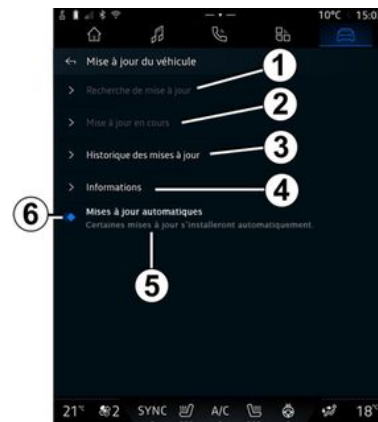 10°C 15:03
Mise à jour du véhicule
Recherche de mise à jour
1
Mise à jour en cours
2
Historique des mises à jour
3
Informations
4
6
Mises à jour automatiques
Certaines mises à jour s'installeront automatiquement.
5
21° 2 SYNC A/C 18°